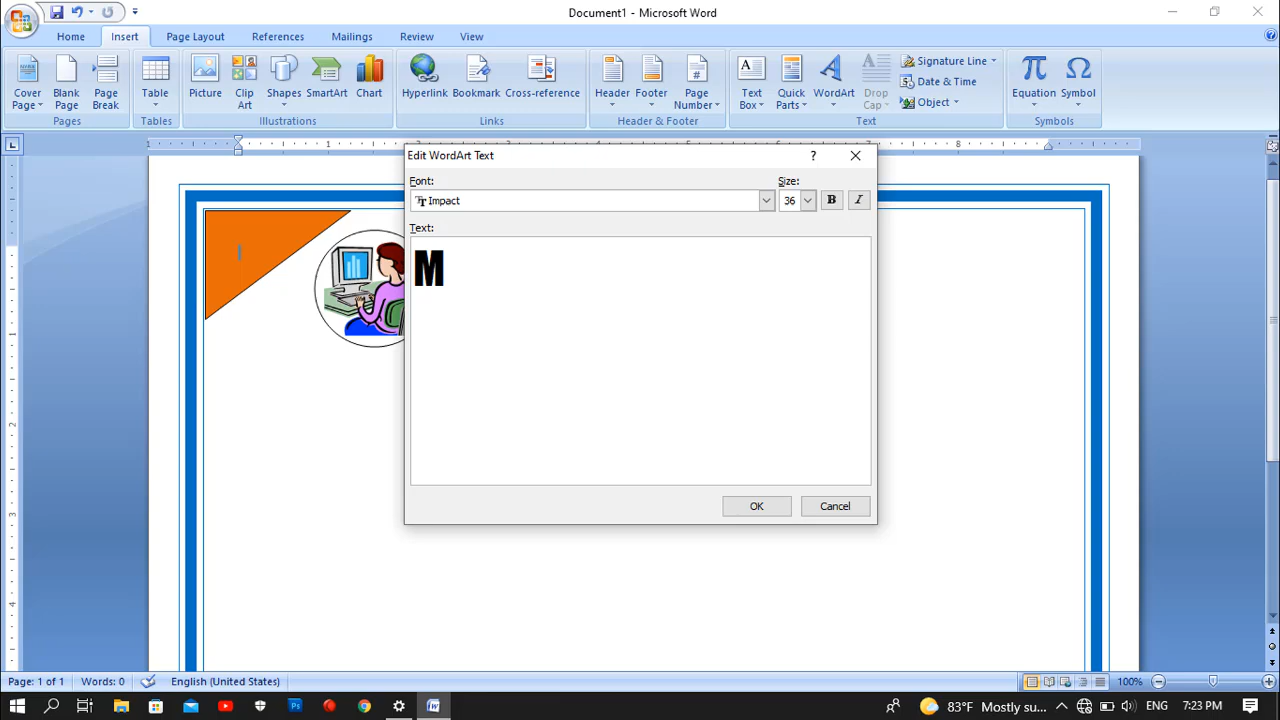 Document1 - Microsoft Word
Home Insert Page Layout References Mailings Review View
Cover Page Blank Page Page Break Table Picture Clip Art Shapes SmartArt Chart Hyperlink Bookmark Cross-reference Header Footer Page Number Text Box Quick Parts WordArt Drop Cap Signature Line Date & Time Object Equation Symbol
Pages Tables Illustrations Links Header & Footer Text Symbols
Edit WordArt Text ?
Font: Size:
Impact 36 B I
Text:
M
OK Cancel
Page: 1 of 1 Words: 0 English (United States) 100%
83°F Mostly su... ENG 7:23 PM